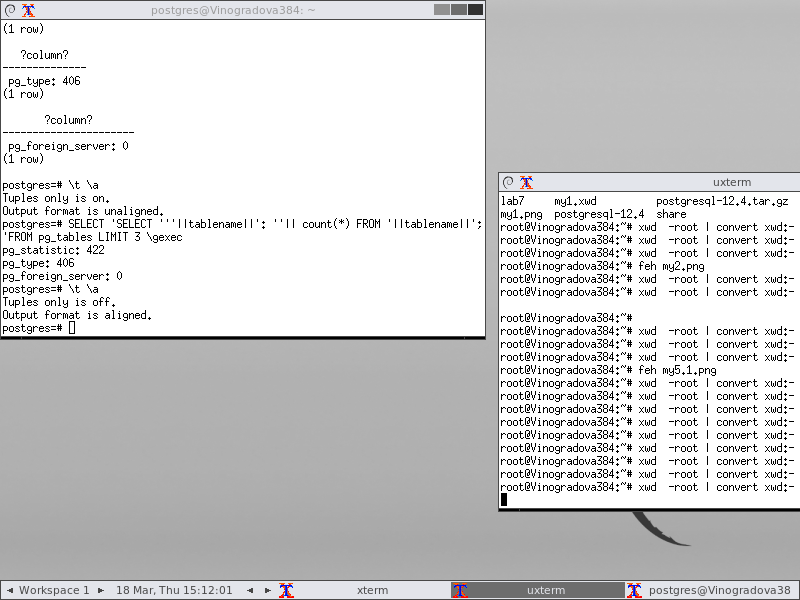 postgres@Vinogradova384: ~
(1 row)
?column?
--------------
pg_type: 406
(1 row)
?column?
----------------------
pg_foreign_server: 0
(1 row)
postgres=# \t \a
Tuples only is on.
Output format is unaligned.
postgres=# SELECT 'SELECT '''||tablename||': ''|| count(*) FROM '||tablename||';
'FROM pg_tables LIMIT 3 \gexec
pg_statistic: 422
pg_type: 406
pg_foreign_server: 0
postgres=# \t \a
Tuples only is off.
Output format is aligned.
postgres=#
uxterm
lab7 my1.xwd postgresql-12.4.tar.gz
my1.png postgresql-12.4 share
root@Vinogradova384:~# xwd -root | convert xwd:-
root@Vinogradova384:~# xwd -root | convert xwd:-
root@Vinogradova384:~# xwd -root | convert xwd:-
root@Vinogradova384:~# feh my2.png
root@Vinogradova384:~# xwd -root | convert xwd:-
root@Vinogradova384:~# xwd -root | convert xwd:-
root@Vinogradova384:~#
root@Vinogradova384:~# xwd -root | convert xwd:-
root@Vinogradova384:~# xwd -root | convert xwd:-
root@Vinogradova384:~# xwd -root | convert xwd:-
root@Vinogradova384:~# feh my5.1.png
root@Vinogradova384:~# xwd -root | convert xwd:-
root@Vinogradova384:~# xwd -root | convert xwd:-
root@Vinogradova384:~# xwd -root | convert xwd:-
root@Vinogradova384:~# xwd -root | convert xwd:-
root@Vinogradova384:~# xwd -root | convert xwd:-
root@Vinogradova384:~# xwd -root | convert xwd:-
root@Vinogradova384:~# xwd -root | convert xwd:-
root@Vinogradova384:~# xwd -root | convert xwd:-
root@Vinogradova384:~# xwd -root | convert xwd:-
Workspace 1 18 Mar, Thu 15:12:01 xterm uxterm postgres@Vinogradova38